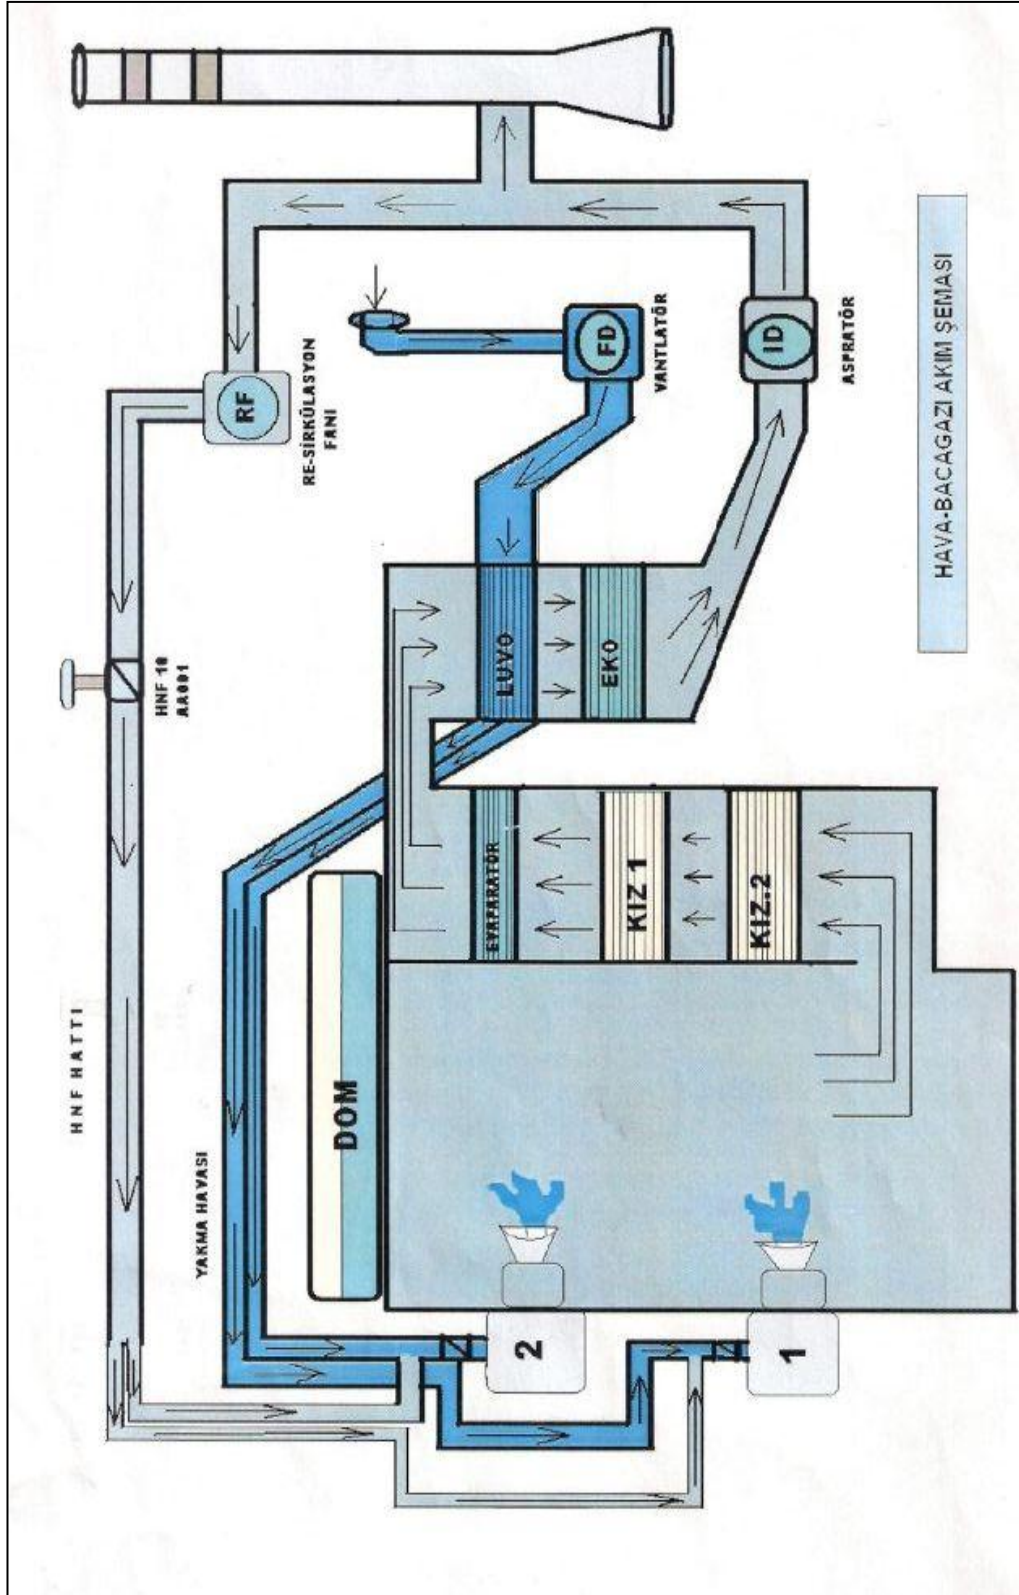 HAVA-BACAGAZI AKIM ŞEMASI
RF
RE-SİRKÜLASYON
FANI
FD
VANTLATÖR
ID
ASPRATÖR
HNF 10
AA001
LUVO
EKO
HNF HATTI
YAKMA HAVASI
DOM
EVAPARATÖR
KIZ 1
KIZ.2
2
1